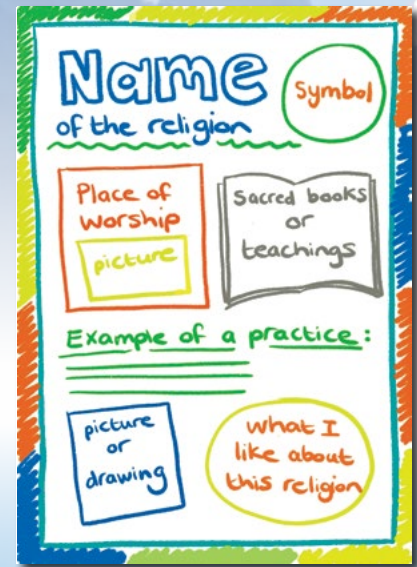 Name
of the religion
Symbol
Place of
worship
picture
Sacred books
or
teachings
Example of a practice:
picture
or
drawing
what I
like about
this religion